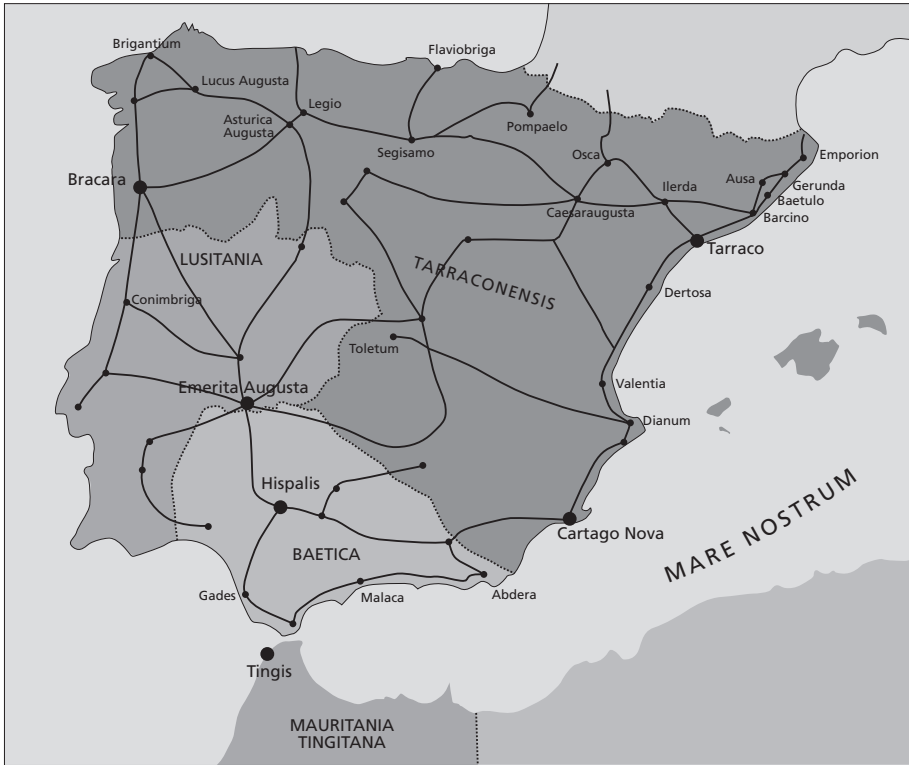 Brigantium
Flaviobriga
Lucus Augusta
Legio
Asturica
Augusta
Pompaelo
Segisamo
Osca
Emporion
Bracara
Ausa
Ilerda
Gerunda
Baetulo
Caesaraugusta
Barcino
LUSITANIA
Tarraco
TARRACONENSIS
Dertosa
Conimbriga
Toletum
Emerita Augusta
Valentia
Dianum
Hispalis
MARE NOSTRUM
Cartago Nova
BAETICA
Gades
Malaca
Abdera
Tingis
MAURITANIA
TINGITANA